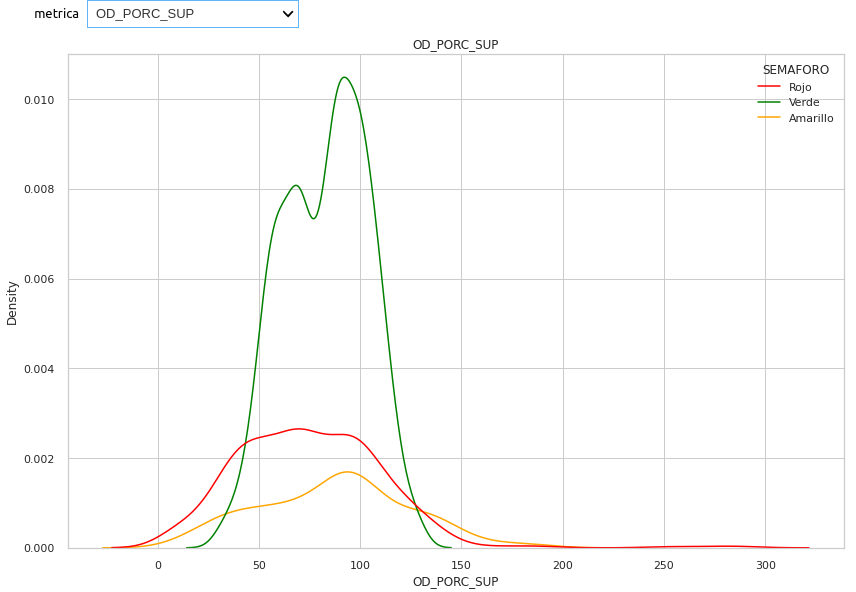 metrica OD_PORC_SUP
OD_PORC_SUP
SEMAFORO
Rojo
Verde
Amarillo
0.010
0.008
0.006
0.004
0.002
0.000
Density
0 50 100 150 200 250 300
OD_PORC_SUP